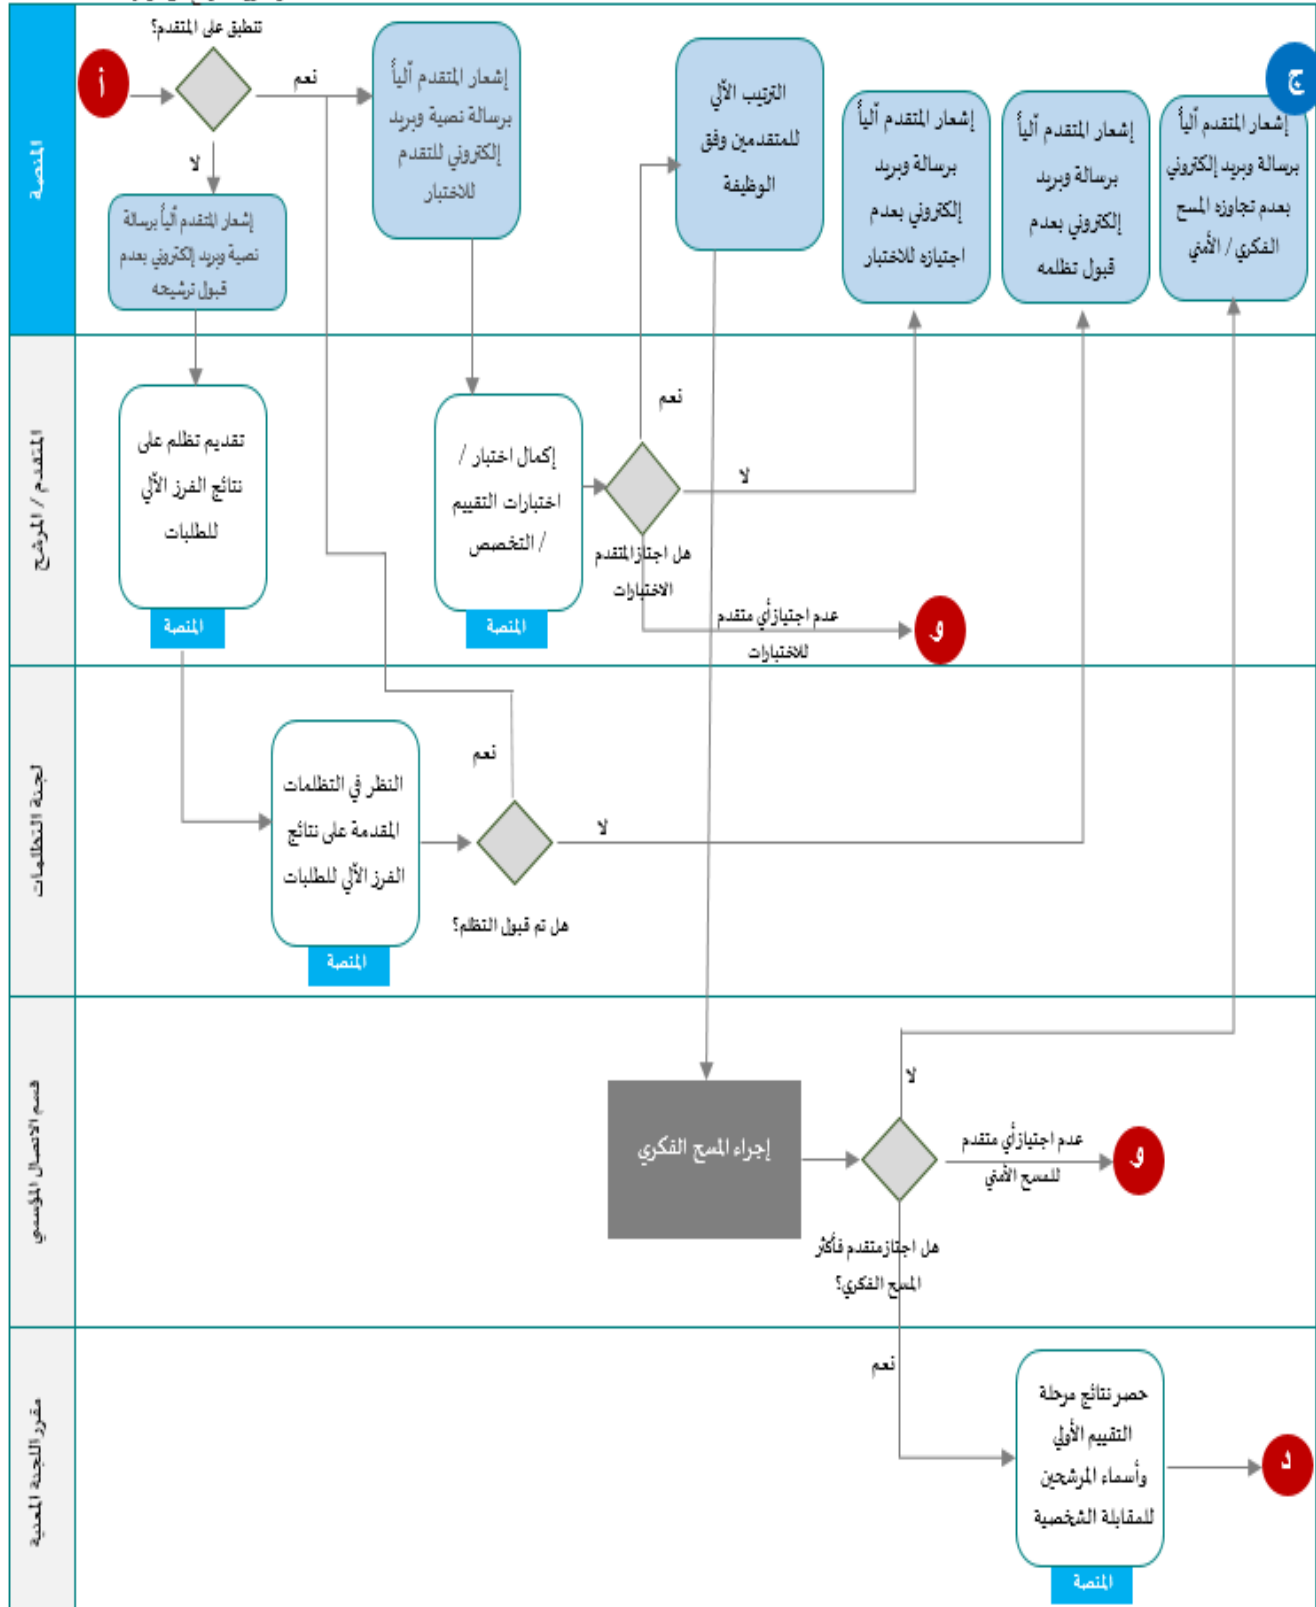 تنطبق على المتقدم؟
المنصة
أ
نعم
لا
إشعار المتقدم آلياً
برسالة نصية وبريد
إلكتروني للتقدم
للاختبار
الترتيب الآلي
للمتقدمين وفق
الوظيفة
إشعار المتقدم آلياً
برسالة وبريد
إلكتروني بعدم
اجتيازه للاختبار
إشعار المتقدم آلياً
برسالة وبريد
إلكتروني بعدم
قبول تظلمه
ج
إشعار المتقدم آلياً
برسالة وبريد إلكتروني
بعدم تجاوزه المسح
الفكري / الأمني
إشعار المتقدم آلياً برسالة
نصية وبريد إلكتروني بعدم
قبول ترشيحه
المتقدم / المرشح
تقديم تظلم على
نتائج الفرز الآلي
للطلبات
المنصة
إكمال اختبار /
اختبارات التقييم
/ التخصص
المنصة
نعم
لا
هل اجتاز المتقدم
الاختبارات
عدم اجتياز أي متقدم
للاختبارات
و
لجنة التظلمات
النظر في التظلمات
المقدمة على نتائج
الفرز الآلي للطلبات
المنصة
نعم
لا
هل تم قبول التظلم؟
قسم الاتصال المؤسسي
إجراء المسح الفكري
لا
عدم اجتياز أي متقدم
للمسح الأمني
و
هل اجتاز متقدم فأكثر
المسح الفكري؟
مقرر اللجنة المعنية
نعم
حصر نتائج مرحلة
التقييم الأولي
وأسماء المرشحين
للمقابلة الشخصية
المنصة
د